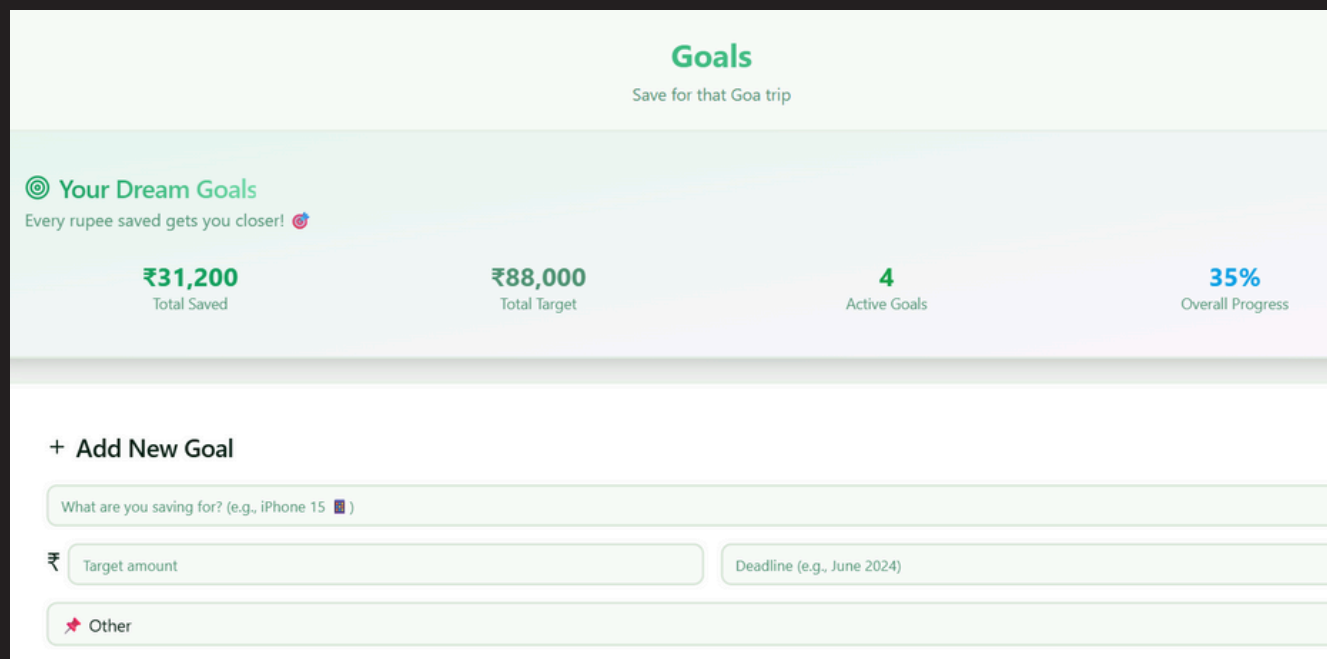 Goals
Save for that Goa trip
Your Dream Goals
Every rupee saved gets you closer! 🎯
₹31,200
Total Saved
₹88,000
Total Target
4
Active Goals
35%
Overall Progress
+ Add New Goal
What are you saving for? (e.g., iPhone 15 📱)
₹ Target amount
Deadline (e.g., June 2024)
📌 Other